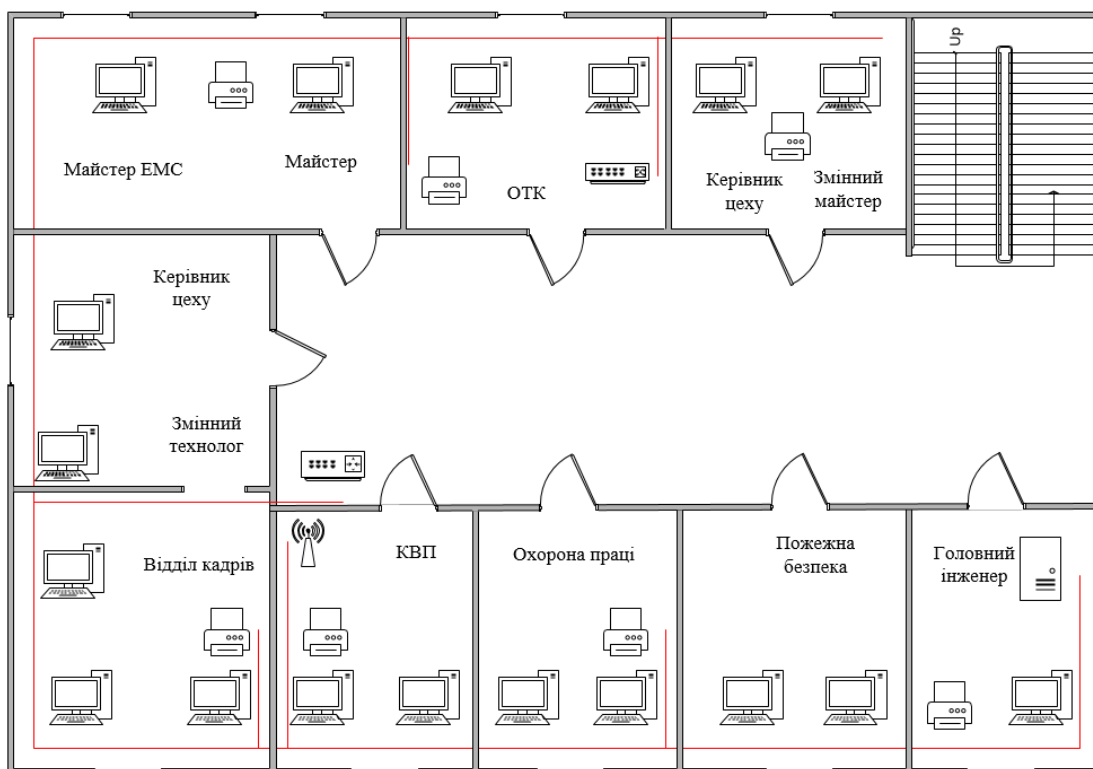 Up
Майстер ЕМС
Майстер
ОТК
Керівник
цеху
Змінний
майстер
Керівник
цеху
Змінний
технолог
Відділ кадрів
КВП
Охорона праці
Пожежна
безпека
Головний
інженер